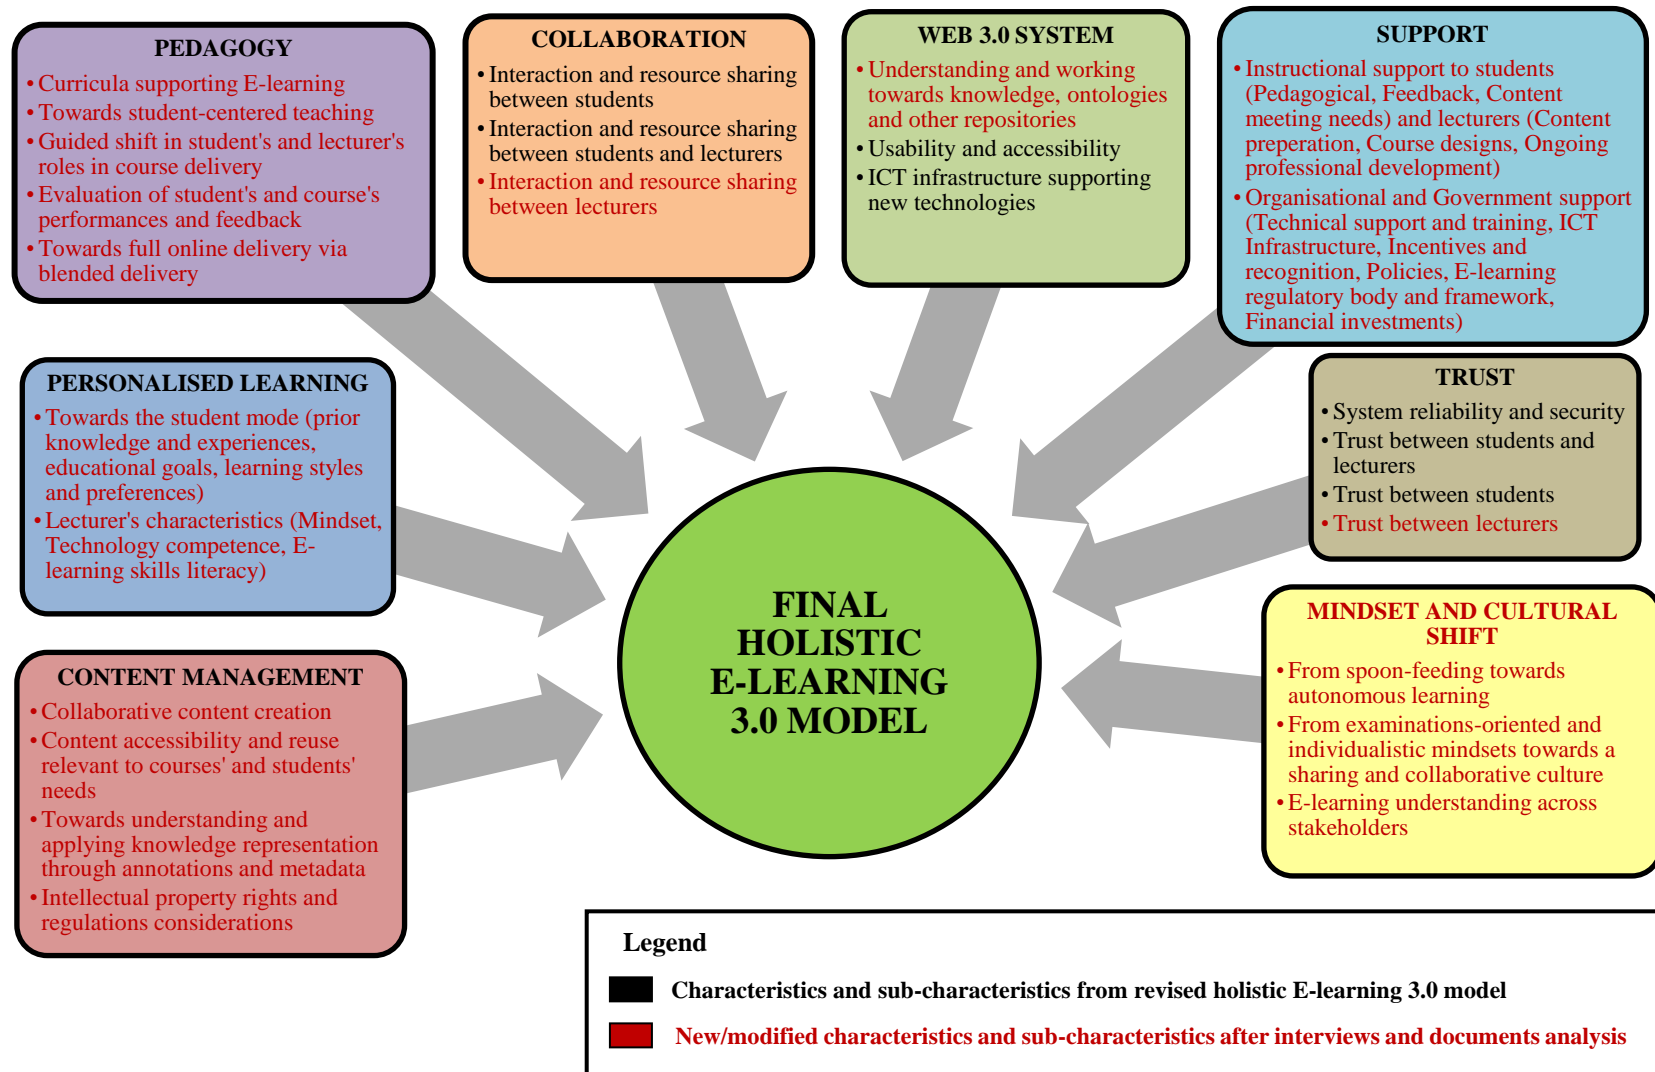 PEDAGOGY
• Curricula supporting E-learning
• Towards student-centered teaching
• Guided shift in student's and lecturer's
roles in course delivery
• Evaluation of student's and course's
performances and feedback
• Towards full online delivery via
blended delivery
COLLABORATION
• Interaction and resource sharing
between students
• Interaction and resource sharing
between students and lecturers
• Interaction and resource sharing
between lecturers
WEB 3.0 SYSTEM
• Understanding and working
towards knowledge, ontologies
and other repositories
• Usability and accessibility
• ICT infrastructure supporting
new technologies
SUPPORT
• Instructional support to students
(Pedagogical, Feedback, Content
meeting needs) and lecturers (Content
preperation, Course designs, Ongoing
professional development)
• Organisational and Government support
(Technical support and training, ICT
Infrastructure, Incentives and
recognition, Policies, E-learning
regulatory body and framework,
Financial investments)
PERSONALISED LEARNING
• Towards the student mode (prior
knowledge and experiences,
educational goals, learning styles
and preferences)
• Lecturer's characteristics (Mindset,
Technology competence, E-
learning skills literacy)
TRUST
• System reliability and security
• Trust between students and
lecturers
• Trust between students
• Trust between lecturers
CONTENT MANAGEMENT
• Collaborative content creation
• Content accessibility and reuse
relevant to courses' and students'
needs
• Towards understanding and
applying knowledge representation
through annotations and metadata
• Intellectual property rights and
regulations considerations
FINAL
HOLISTIC
E-LEARNING
3.0 MODEL
MINDSET AND CULTURAL
SHIFT
• From spoon-feeding towards
autonomous learning
• From examinations-oriented and
individualistic mindsets towards a
sharing and collaborative culture
• E-learning understanding across
stakeholders
Legend
Characteristics and sub-characteristics from revised holistic E-learning 3.0 model
New/modified characteristics and sub-characteristics after interviews and documents analysis